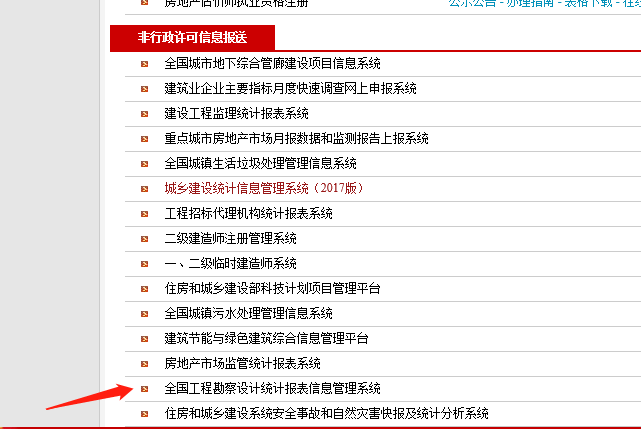 房地产估价师执业资格注册 公示公告 - 办理指南 - 表格下载 - 在线
非行政许可信息报送
全国城市地下综合管廊建设项目信息系统
建筑业企业主要指标月度快速调查网上申报系统
建设工程监理统计报表系统
重点城市房地产市场月报数据和监测报告上报系统
全国城镇生活垃圾处理管理信息系统
城乡建设统计信息管理系统（2017版）
工程招标代理机构统计报表系统
二级建造师注册管理系统
一、二级临时建造师系统
住房和城乡建设部科技计划项目管理平台
全国城镇污水处理管理信息系统
建筑节能与绿色建筑综合信息管理平台
房地产市场监管统计报表系统
全国工程勘察设计统计报表信息管理系统
住房和城乡建设系统安全事故和自然灾害快报及统计分析系统